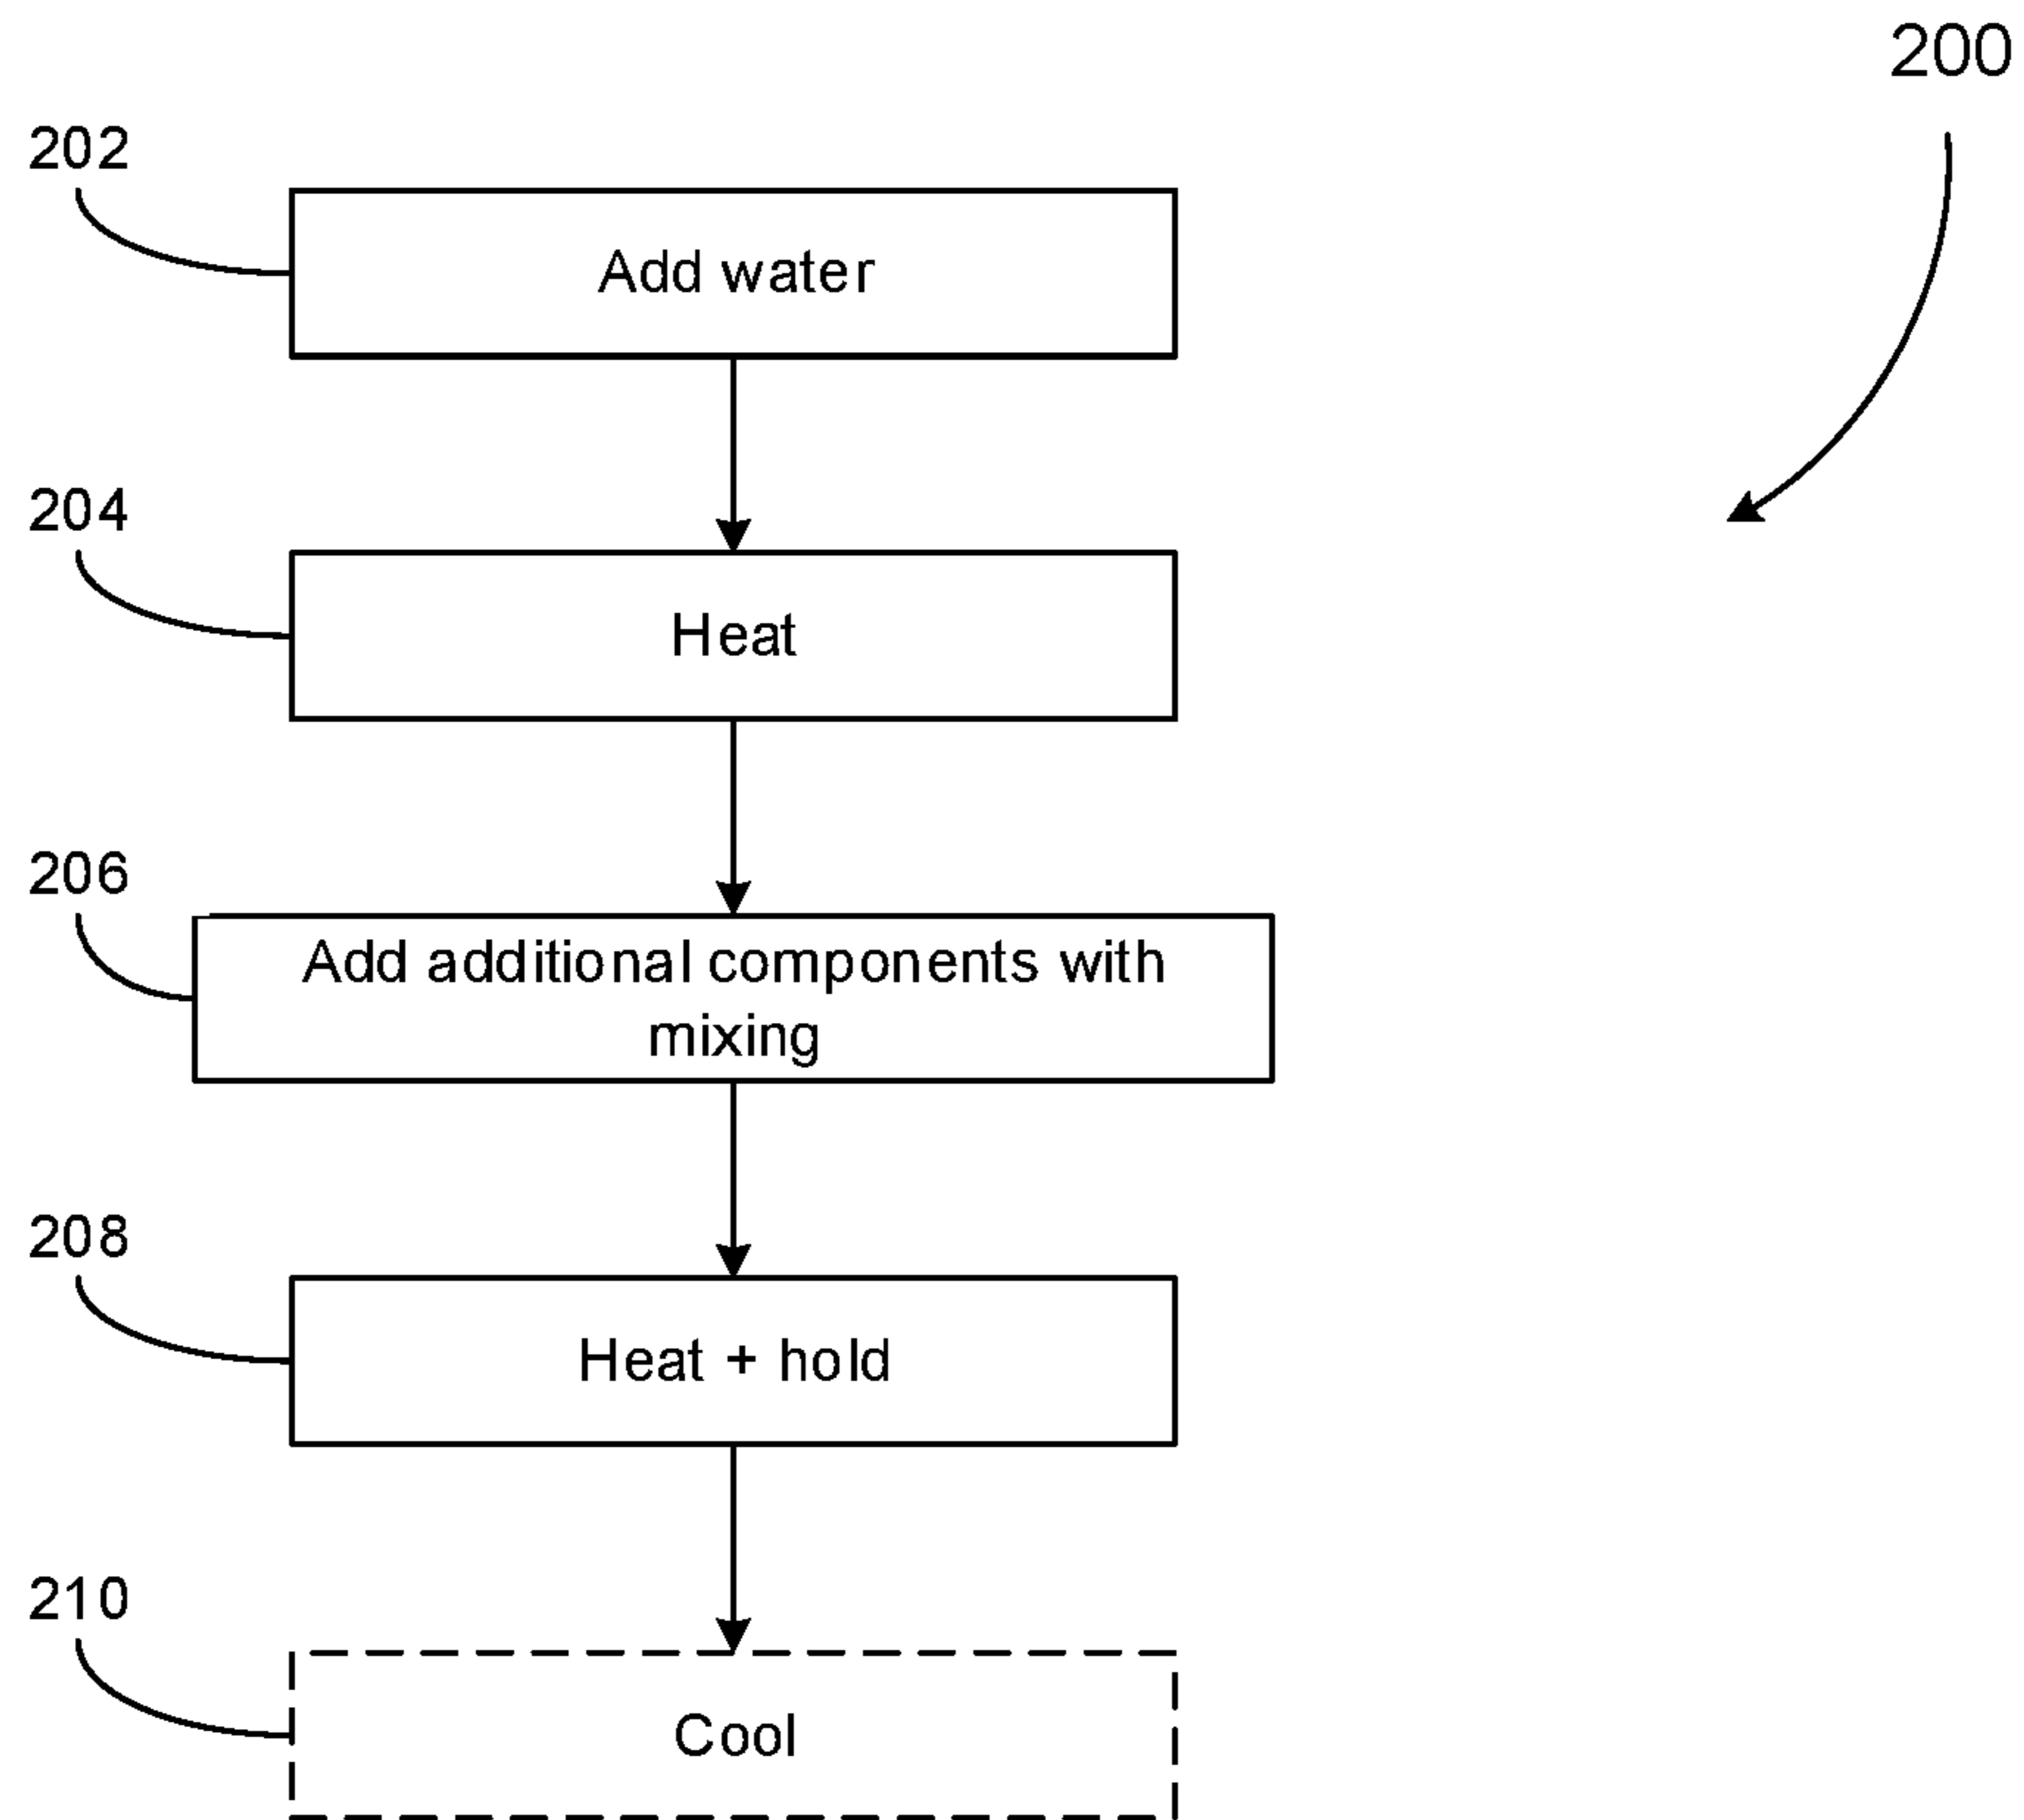 200
202
Add water
204
Heat
206
Add additional components with
mixing
208
Heat + hold
210
Cool